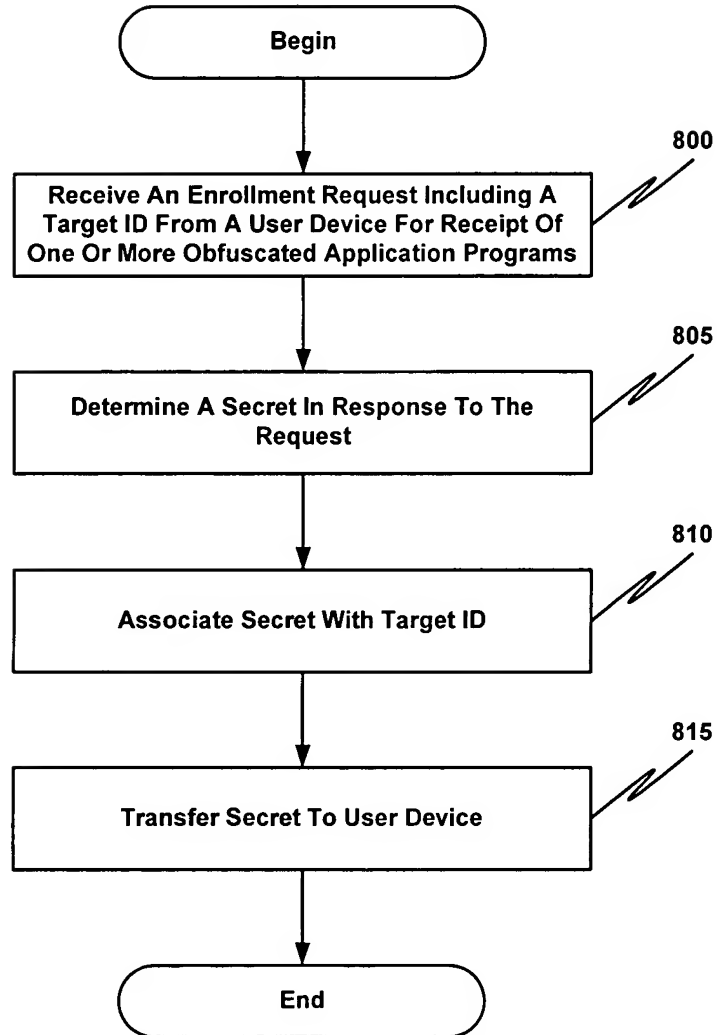 Begin
800
Receive An Enrollment Request Including A
Target ID From A User Device For Receipt Of
One Or More Obfuscated Application Programs
805
Determine A Secret In Response To The
Request
810
Associate Secret With Target ID
815
Transfer Secret To User Device
End